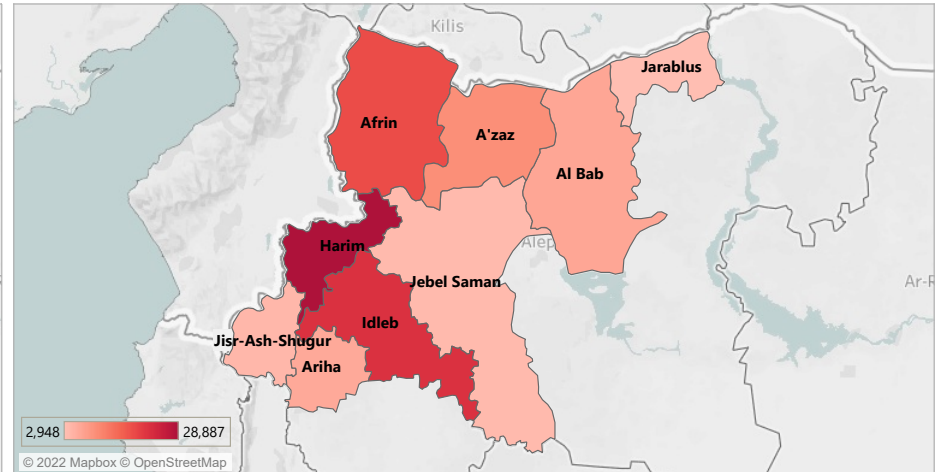 Kilis
Jarablus
Afrin
A'zaz
Al Bab
Harim
Alep
Jebel Saman
Ar-R
Idleb
Jisr-Ash-Shugur
Ariha
2,948 28,887
© 2022 Mapbox © OpenStreetMap